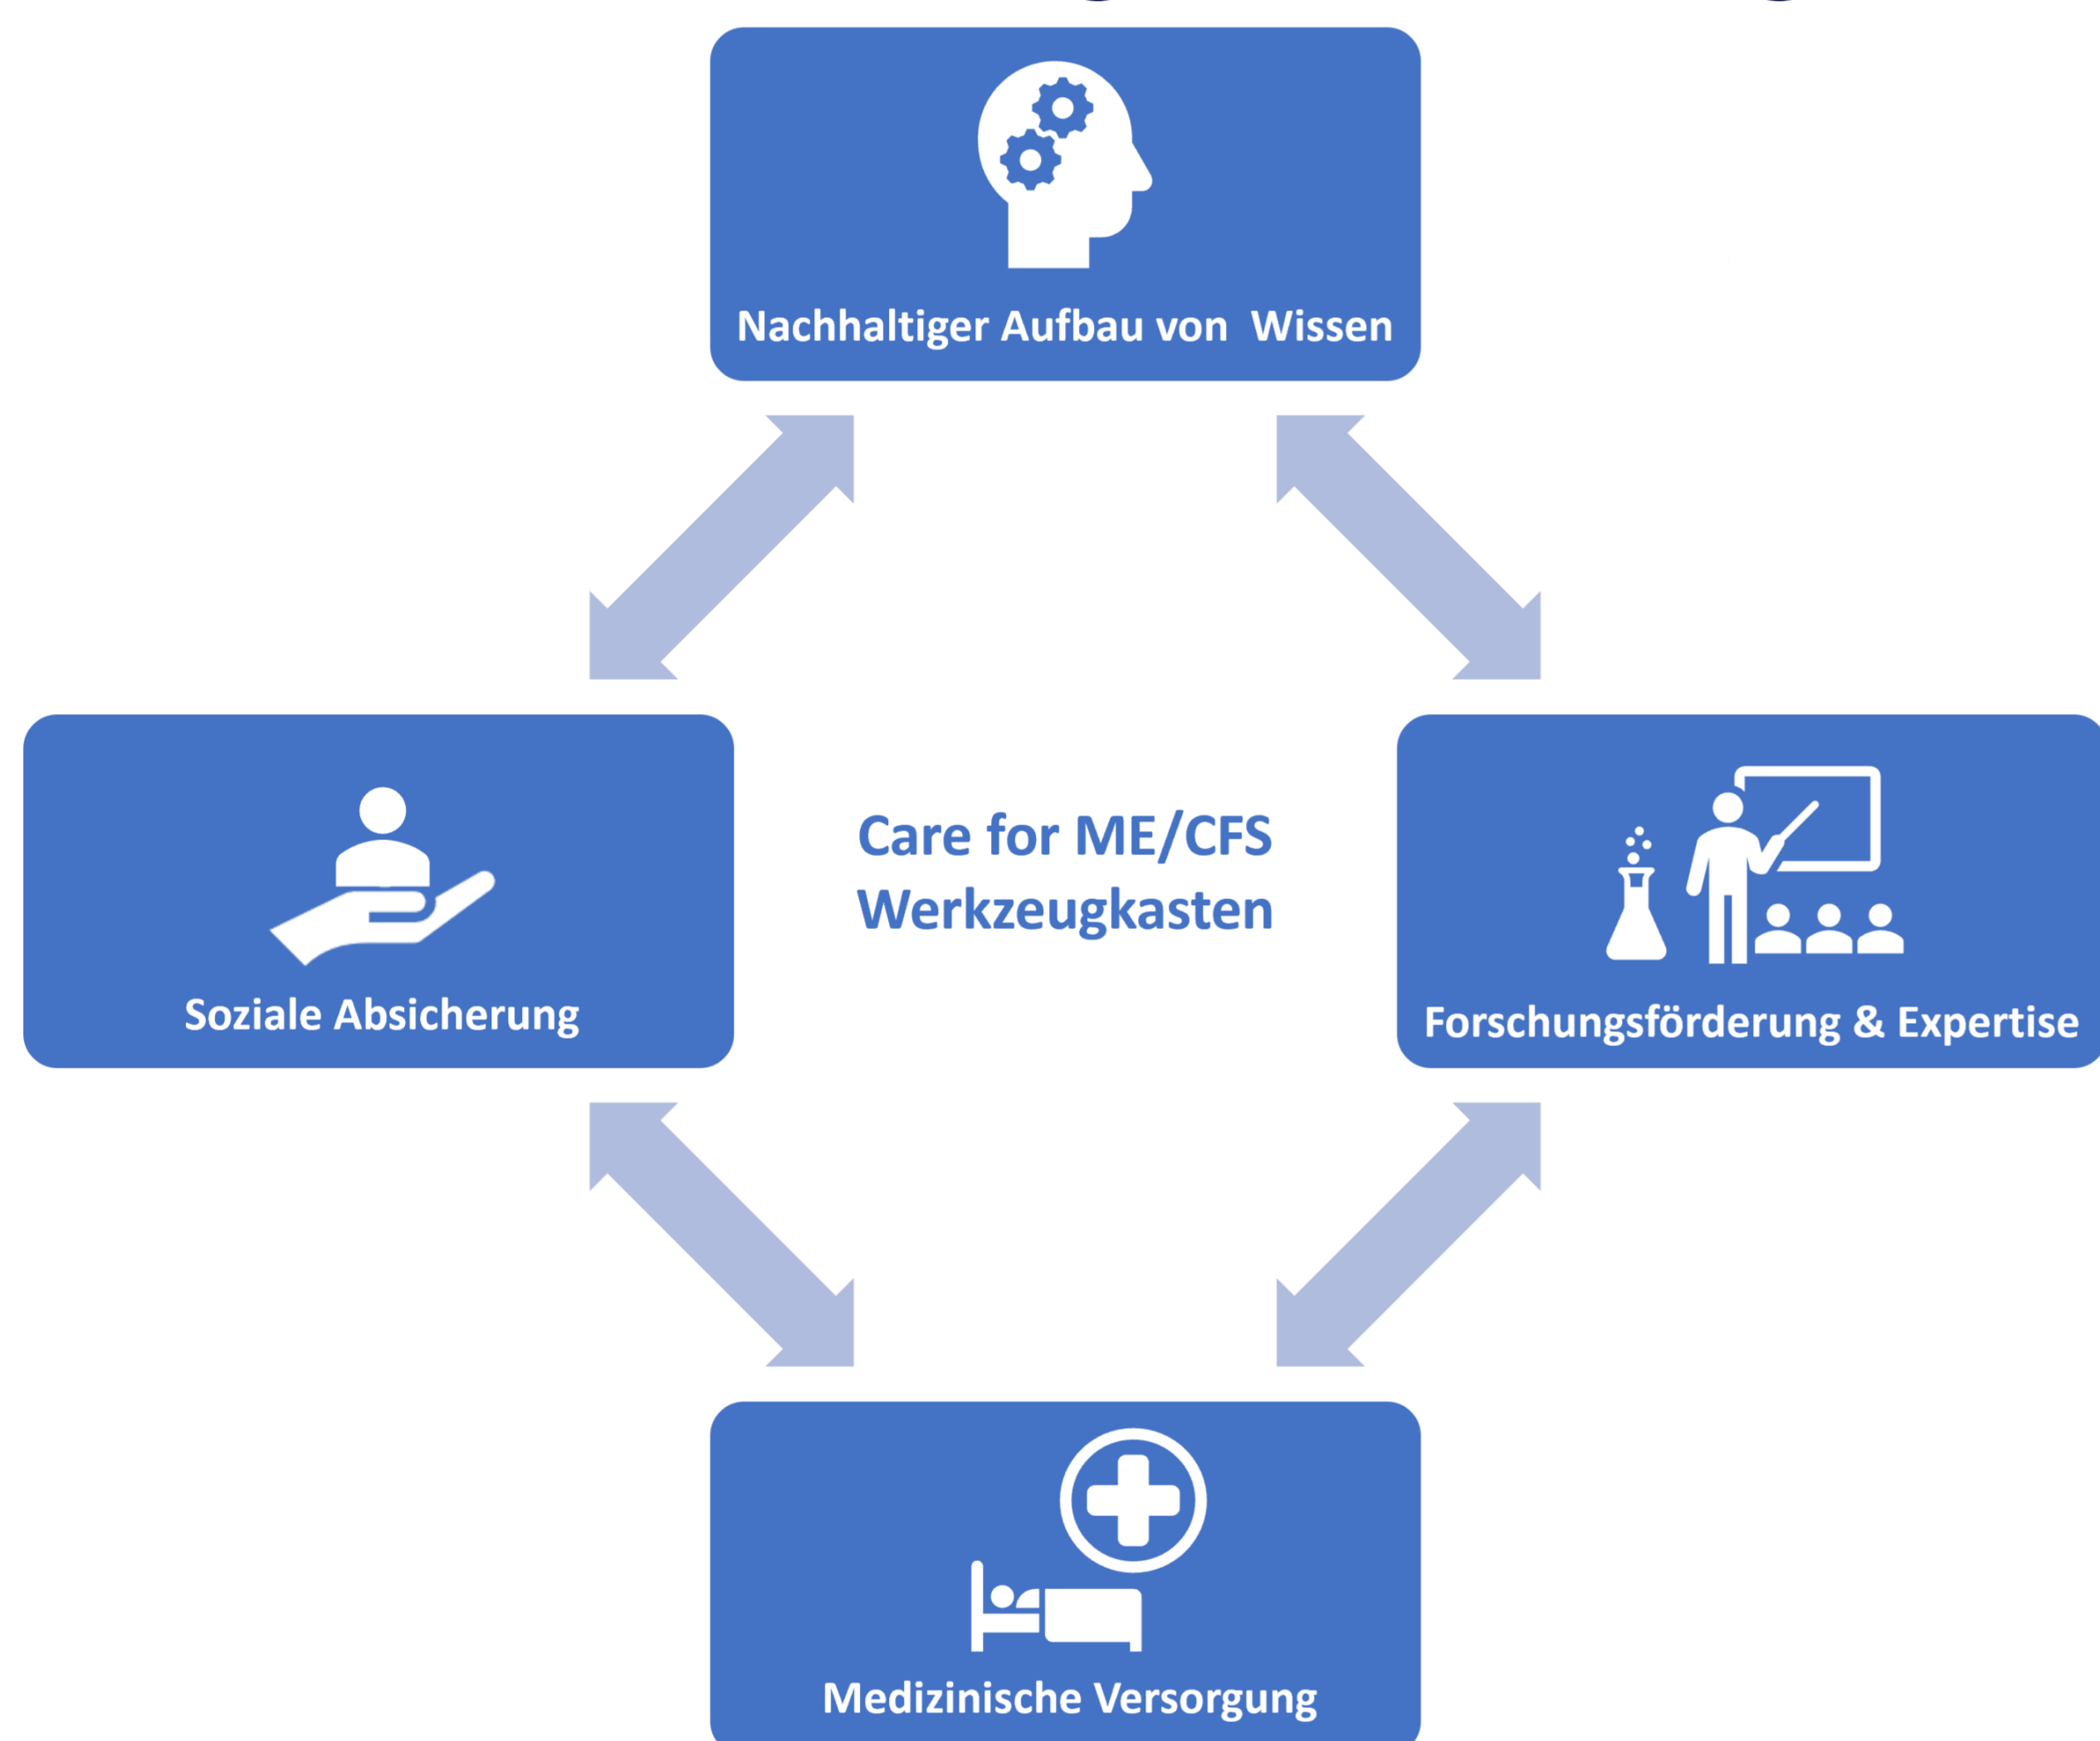 Nachhaltiger Aufbau von Wissen
Care for ME/CFS
Werkzeugkasten
Soziale Absicherung
Forschungsförderung & Expertise
Medizinische Versorgung